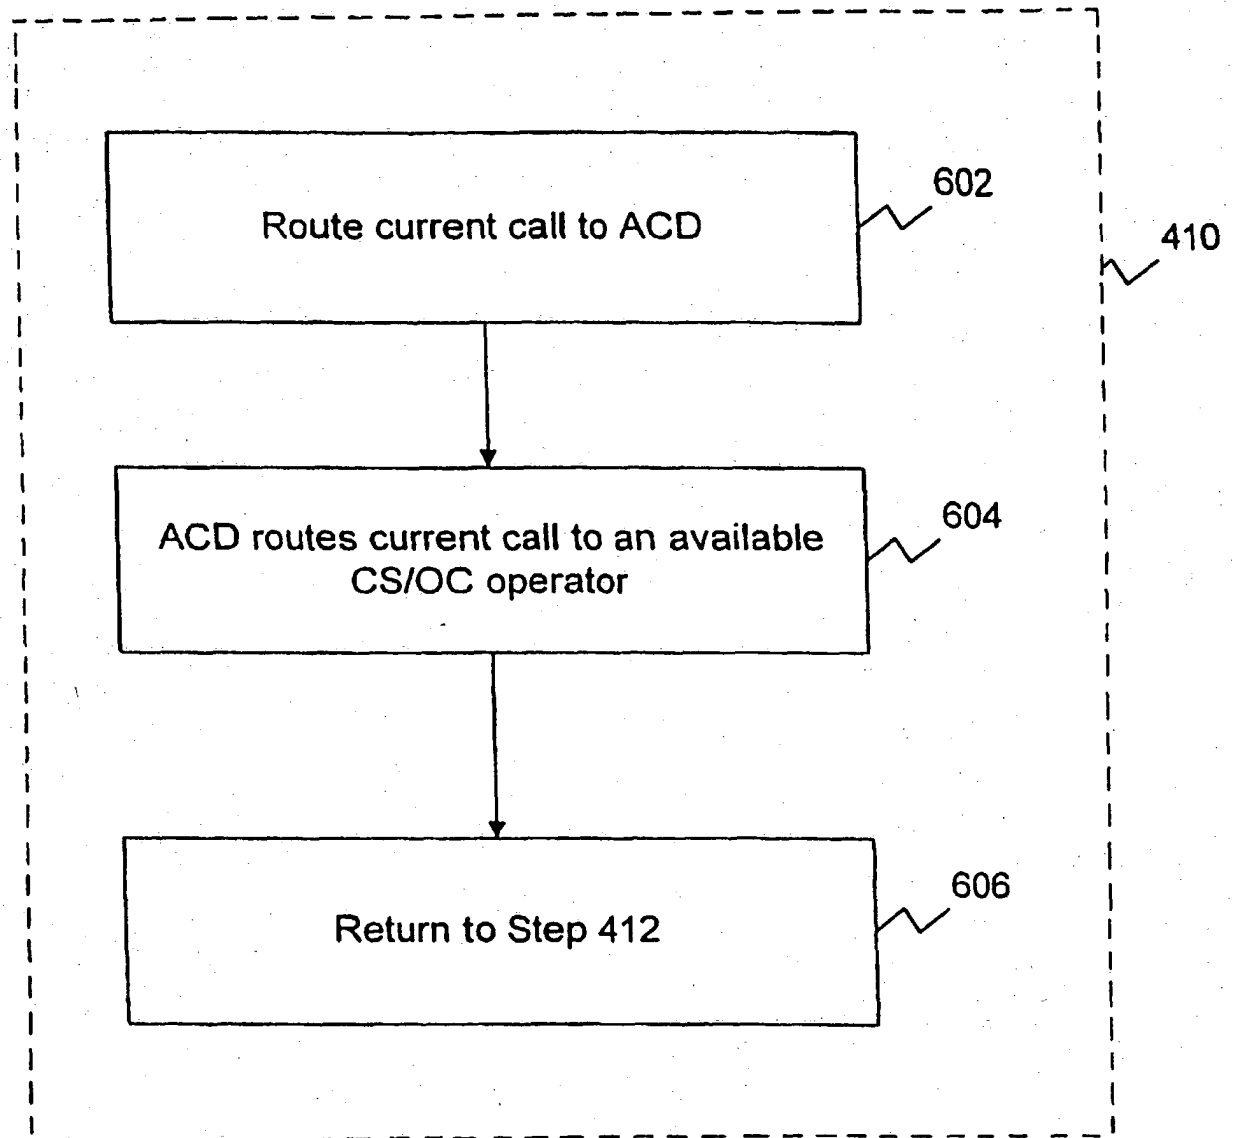 602
Route current call to ACD
410
604
ACD routes current call to an available
CS/OC operator
606
Return to Step 412